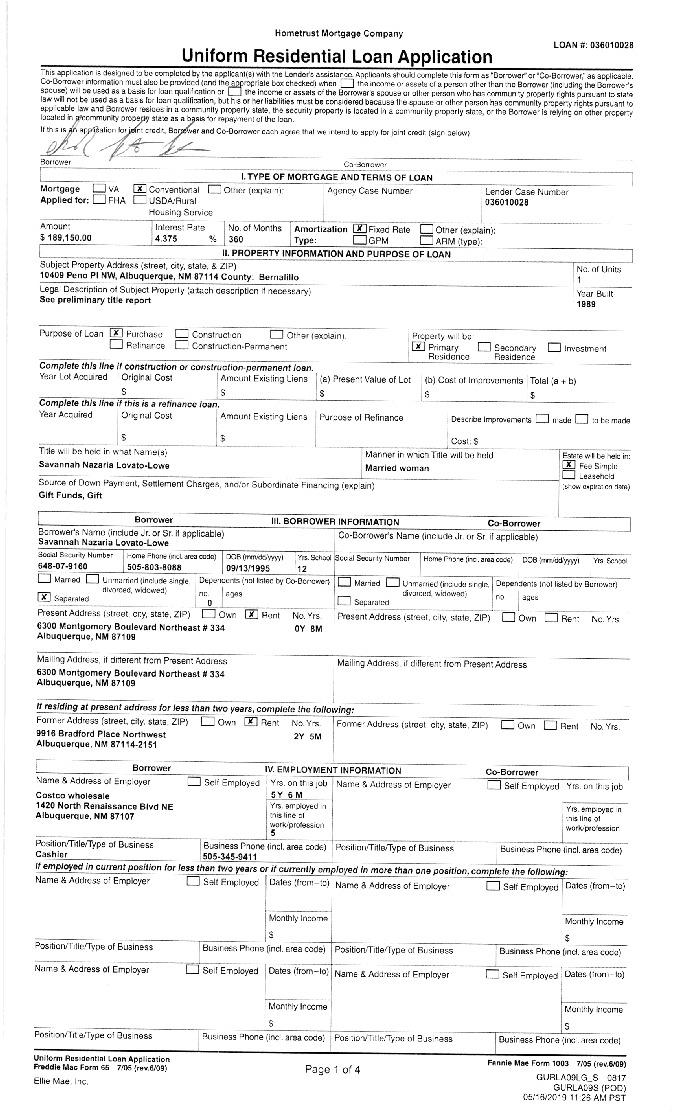 Hometrust Mortgage Company
LOAN #: 036010028
Uniform Residential Loan Application
This application is designed to be completed by the applicant(s) with the Lender's assistance. Applicants should complete this form as "Borrower" or "Co-Borrower," as applicable.
Co-Borrower information must also be provided (and the appropriate box checked) when the income or assets of a person other than the Borrower (including the Borrower's
spouse) will be used as a basis for loan qualification or the income or assets of the Borrower's spouse or other person who has community property rights pursuant to state
law will not be used as a basis for loan qualification, but his or her liabilities must be considered because the spouse or other person has community property rights pursuant to
applicable law and Borrower resides in a community property state, the security property is located in a community property state, or the Borrower is relying on other property
located in a community property state as a basis for repayment of the loan.
If this is an application for joint credit, Borrower and Co-Borrower each agree that we intend to apply for joint credit (sign below)
Borrower Co-Borrower
I. TYPE OF MORTGAGE AND TERMS OF LOAN
Mortgage VA X Conventional Other (explain): Agency Case Number Lender Case Number
Applied for: FHA USDA/Rural 036010028
Housing Service
Amount Interest Rate No. of Months Amortization X Fixed Rate Other (explain):
$ 189,150.00 4.375 % 360 Type: GPM ARM (type):
II. PROPERTY INFORMATION AND PURPOSE OF LOAN
Subject Property Address (street, city, state, & ZIP) No. of Units
10409 Peno Pl NW, Albuquerque, NM 87114 County: Bernalillo 1
Legal Description of Subject Property (attach description if necessary) Year Built
See preliminary title report 1989
Purpose of Loan X Purchase Construction Other (explain): Property will be
Refinance Construction-Permanent X Primary Residence Secondary Residence Investment
Complete this line if construction or construction-permanent loan.
Year Lot Acquired Original Cost Amount Existing Liens (a) Present Value of Lot (b) Cost of Improvements Total (a + b)
$ $ $ $ $
Complete this line if this is a refinance loan.
Year Acquired Original Cost Amount Existing Liens Purpose of Refinance Describe Improvements made to be made
$ $ Cost: $
Title will be held in what Name(s) Manner in which Title will be held Estate will be held in:
Savannah Nazaria Lovato-Lowe Married woman X Fee Simple
Leasehold
Source of Down Payment, Settlement Charges, and/or Subordinate Financing (explain) (show expiration date)
Gift Funds, Gift
Borrower III. BORROWER INFORMATION Co-Borrower
Borrower's Name (include Jr. or Sr. if applicable) Co-Borrower's Name (include Jr. or Sr. if applicable)
Savannah Nazaria Lovato-Lowe
Social Security Number Home Phone (incl. area code) DOB (mm/dd/yyyy) Yrs. School Social Security Number Home Phone (incl. area code) DOB (mm/dd/yyyy) Yrs. School
648-07-9160 505-803-8088 09/13/1995 12
Married Unmarried (include single, divorced, widowed) Dependents (not listed by Co-Borrower) Married Unmarried (include single, divorced, widowed) Dependents (not listed by Borrower)
X Separated no. 0 ages Separated no. ages
Present Address (street, city, state, ZIP) Own X Rent No. Yrs. Present Address (street, city, state, ZIP) Own Rent No. Yrs.
6300 Montgomery Boulevard Northeast # 334 0Y 8M
Albuquerque, NM 87109
Mailing Address, if different from Present Address Mailing Address, if different from Present Address
6300 Montgomery Boulevard Northeast # 334
Albuquerque, NM 87109
If residing at present address for less than two years, complete the following:
Former Address (street, city, state, ZIP) Own X Rent No. Yrs. Former Address (street, city, state, ZIP) Own Rent No. Yrs.
9916 Bradford Place Northwest 2Y 5M
Albuquerque, NM 87114-2151
Borrower IV. EMPLOYMENT INFORMATION Co-Borrower
Name & Address of Employer Self Employed Yrs. on this job Name & Address of Employer Self Employed Yrs. on this job
Costco wholesale 5Y 6M
1420 North Renaissance Blvd NE Yrs. employed in this line of work/profession Yrs. employed in this line of work/profession
Albuquerque, NM 87107 5
Position/Title/Type of Business Business Phone (incl. area code) Position/Title/Type of Business Business Phone (incl. area code)
Cashier 505-345-9411
If employed in current position for less than two years or if currently employed in more than one position, complete the following:
Name & Address of Employer Self Employed Dates (from–to) Name & Address of Employer Self Employed Dates (from–to)
Monthly Income Monthly Income
$ $
Position/Title/Type of Business Business Phone (incl. area code) Position/Title/Type of Business Business Phone (incl. area code)
Name & Address of Employer Self Employed Dates (from–to) Name & Address of Employer Self Employed Dates (from–to)
Monthly Income Monthly Income
$ $
Position/Title/Type of Business Business Phone (incl. area code) Position/Title/Type of Business Business Phone (incl. area code)
Uniform Residential Loan Application
Freddie Mac Form 65 7/05 (rev.6/09) Page 1 of 4 Fannie Mae Form 1003 7/05 (rev.6/09)
Ellie Mae, Inc. GURLA09LG_S 0817
GURLA09S (POD)
05/16/2019 11:26 AM PST